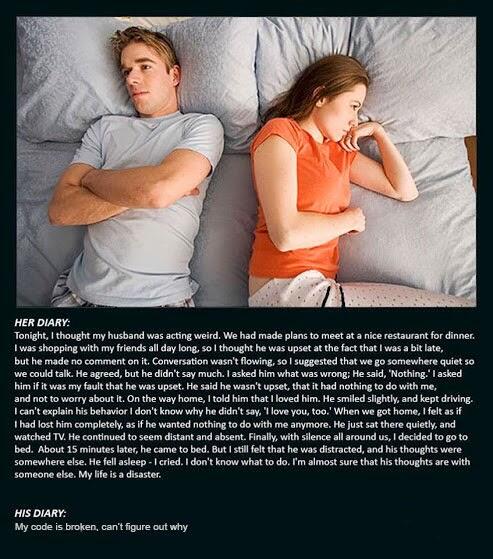 HER DIARY:
Tonight, I thought my husband was acting weird. We had made plans to meet at a nice restaurant for dinner.
I was shopping with my friends all day long, so I thought he was upset at the fact that I was a bit late,
but he made no comment on it. Conversation wasn't flowing, so I suggested that we go somewhere quiet so
we could talk. He agreed, but he didn't say much. I asked him what was wrong; He said, 'Nothing.' I asked
him if it was my fault that he was upset. He said he wasn't upset, that it had nothing to do with me,
and not to worry about it. On the way home, I told him that I loved him. He smiled slightly, and kept driving.
I can't explain his behavior I don't know why he didn't say, 'I love you, too.' When we got home, I felt as if
I had lost him completely, as if he wanted nothing to do with me anymore. He just sat there quietly, and
watched TV. He continued to seem distant and absent. Finally, with silence all around us, I decided to go to
bed. About 15 minutes later, he came to bed. But I still felt that he was distracted, and his thoughts were
somewhere else. He fell asleep - I cried. I don't know what to do. I'm almost sure that his thoughts are with
someone else. My life is a disaster.
HIS DIARY:
My code is broken, can't figure out why